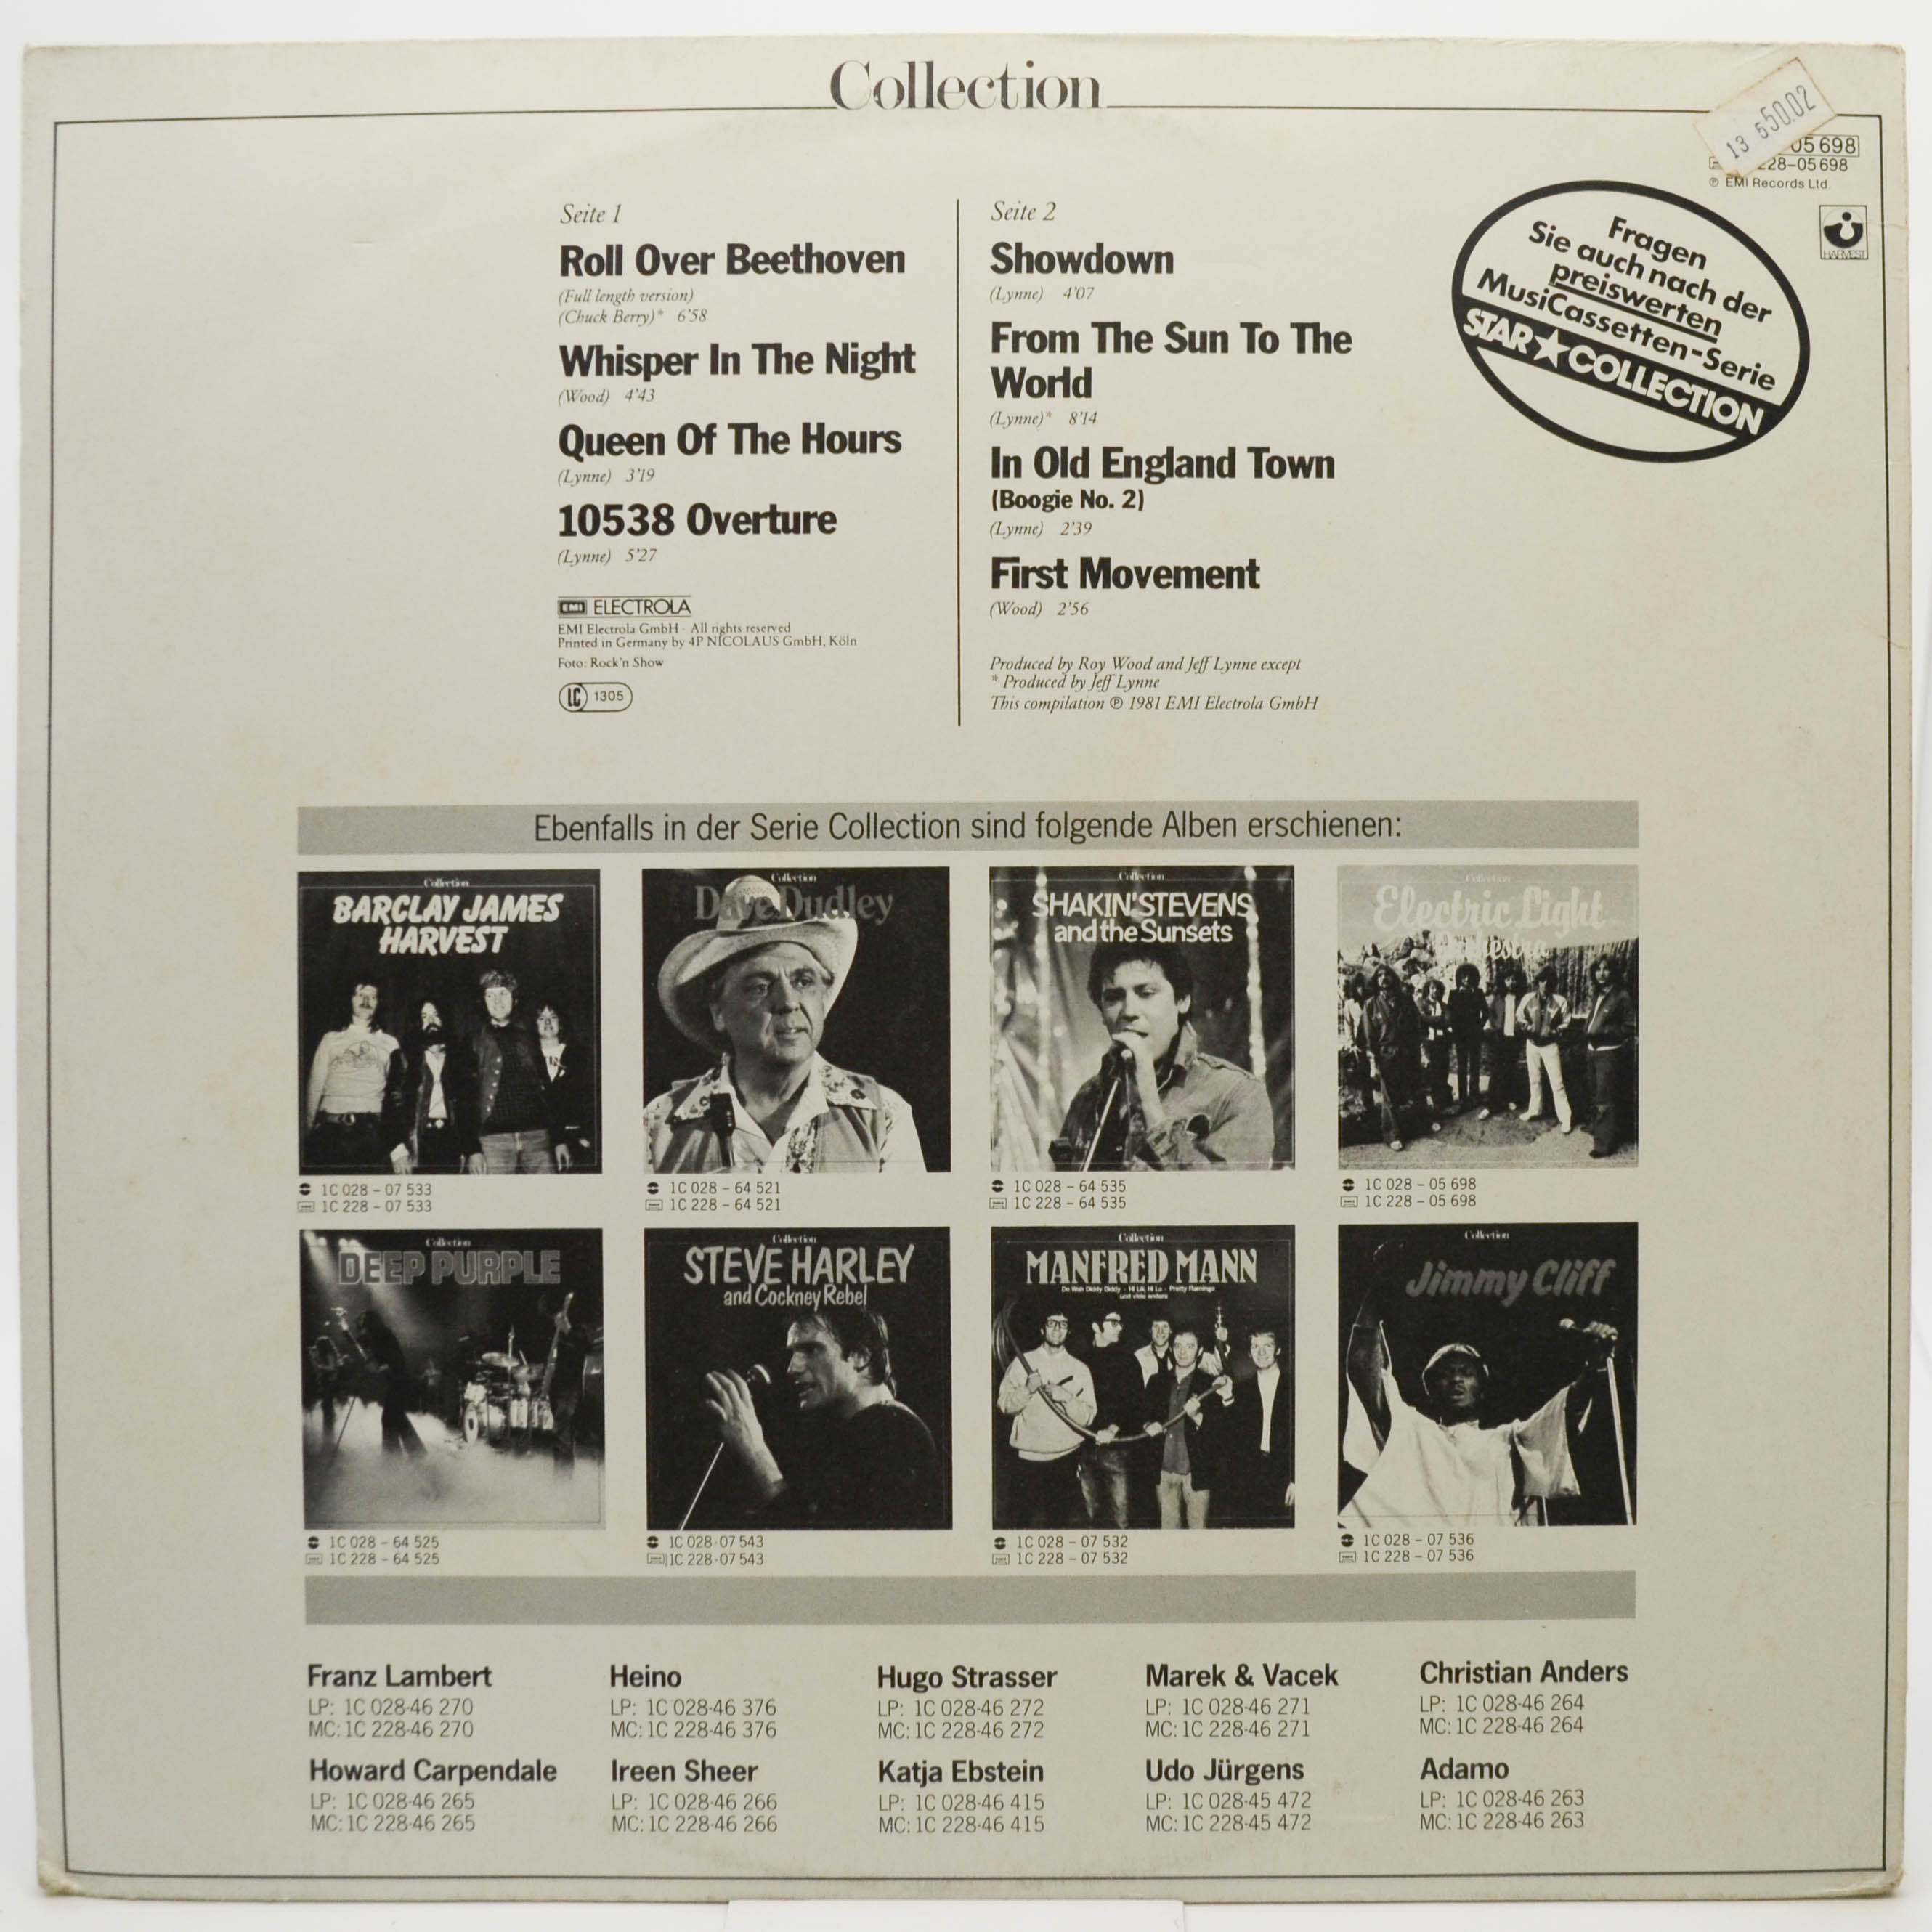 Collection
13 65002
05 698
228-05 698
℗ EMI Records Ltd.
HARVEST
Fragen
Sie auch nach der
preiswerten
MusiCassetten-Serie
STAR★COLLECTION
Seite 1
Roll Over Beethoven
(Full length version)
(Chuck Berry)* 6'58
Whisper In The Night
(Wood) 4'43
Queen Of The Hours
(Lynne) 3'19
10538 Overture
(Lynne) 5'27
EMI ELECTROLA
EMI Electrola GmbH · All rights reserved
Printed in Germany by 4P NICOLAUS GmbH, Köln
Foto: Rock'n Show
LC 1305
Seite 2
Showdown
(Lynne) 4'07
From The Sun To The
World
(Lynne)* 8'14
In Old England Town
(Boogie No. 2)
(Lynne) 2'39
First Movement
(Wood) 2'56
Produced by Roy Wood and Jeff Lynne except
* Produced by Jeff Lynne
This compilation ℗ 1981 EMI Electrola GmbH
Ebenfalls in der Serie Collection sind folgende Alben erschienen:
Collection
BARCLAY JAMES
HARVEST
1C 028 – 07 533
1C 228 – 07 533
Collection
Dave Dudley
1C 028 – 64 521
1C 228 – 64 521
Collection
SHAKIN' STEVENS
and the Sunsets
1C 028 – 64 535
1C 228 – 64 535
Collection
Electric Light
Orchestra
1C 028 – 05 698
1C 228 – 05 698
Collection
DEEP PURPLE
1C 028 – 64 525
1C 228 – 64 525
Collection
STEVE HARLEY
and Cockney Rebel
1C 028·07 543
1C 228·07 543
Collection
MANFRED MANN
Do Wah Diddy Diddy · Hi Lili, Hi Lo · Pretty Flamingo
und viele andere
1C 028 – 07 532
1C 228 – 07 532
Collection
Jimmy Cliff
1C 028 – 07 536
1C 228 – 07 536
Franz Lambert
LP: 1C 028-46 270
MC: 1C 228-46 270
Heino
LP: 1C 028-46 376
MC: 1C 228-46 376
Hugo Strasser
LP: 1C 028-46 272
MC: 1C 228-46 272
Marek & Vacek
LP: 1C 028-46 271
MC: 1C 228-46 271
Christian Anders
LP: 1C 028-46 264
MC: 1C 228-46 264
Howard Carpendale
LP: 1C 028-46 265
MC: 1C 228-46 265
Ireen Sheer
LP: 1C 028-46 266
MC: 1C 228-46 266
Katja Ebstein
LP: 1C 028-46 415
MC: 1C 228-46 415
Udo Jürgens
LP: 1C 028-45 472
MC: 1C 228-45 472
Adamo
LP: 1C 028-46 263
MC: 1C 228-46 263